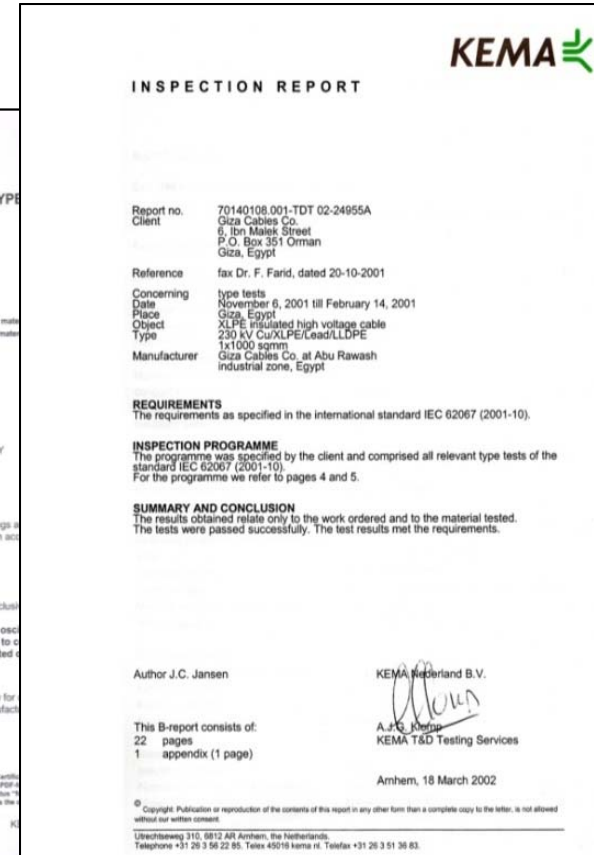 KEMA
INSPECTION REPORT
Report no. 70140108.001-TDT 02-24955A
Client Giza Cables Co.
6, Ibn Malek Street
P.O. Box 351 Orman
Giza, Egypt
Reference fax Dr. F. Farid, dated 20-10-2001
Concerning type tests
Date November 6, 2001 till February 14, 2001
Place Giza, Egypt
Object XLPE insulated high voltage cable
Type 230 kV Cu/XLPE/Lead/LLDPE
1x1000 sqmm
Manufacturer Giza Cables Co. at Abu Rawash
industrial zone, Egypt
REQUIREMENTS
The requirements as specified in the international standard IEC 62067 (2001-10).
INSPECTION PROGRAMME
The programme was specified by the client and comprised all relevant type tests of the
standard IEC 62067 (2001-10).
For the programme we refer to pages 4 and 5.
SUMMARY AND CONCLUSION
The results obtained relate only to the work ordered and to the material tested.
The tests were passed successfully. The test results met the requirements.
Author J.C. Jansen
KEMA Nederland B.V.
This B-report consists of:
22 pages
1 appendix (1 page)
A.J.G.
KEMA T&D Testing Services
Arnhem, 18 March 2002
© Copyright. Publication or reproduction of the contents of this report in any other form than a complete copy to the letter, is not allowed
without our written consent.
Utrechtseweg 310, 6812 AR Arnhem, the Netherlands.
Telephone +31 26 3 56 22 85. Telex 45016 kema nl. Telefax +31 26 3 51 36 83.